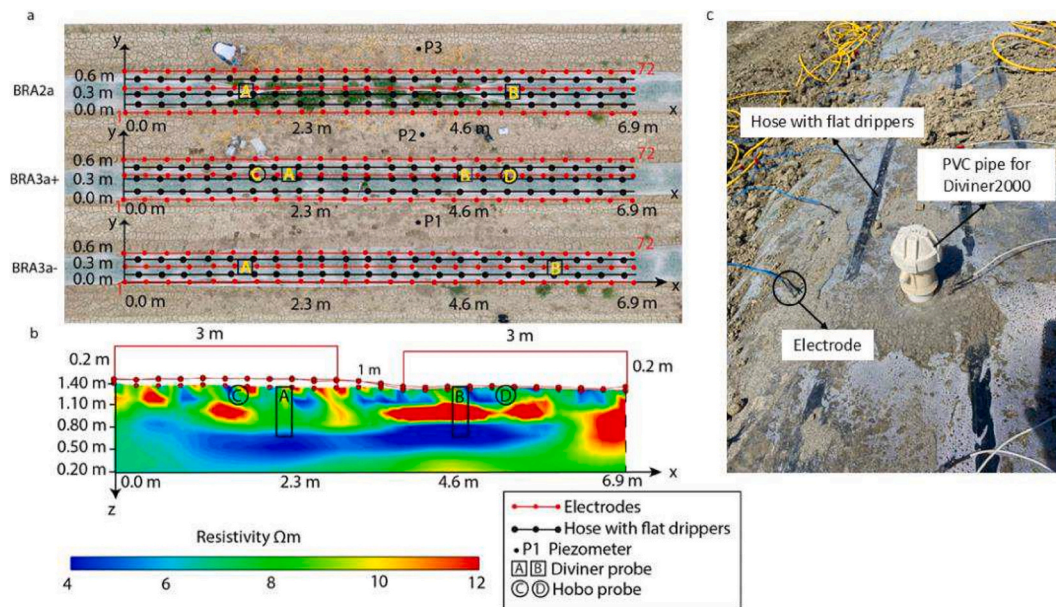 a
c
y
P3
BRA2a
0.6 m
0.3 m
0.0 m
72
A
B
1
x
0.0 m
2.3 m
4.6 m
6.9 m
y
P2
BRA3a+
0.6 m
0.3 m
0.0 m
72
C
A
B
D
1
x
0.0 m
2.3 m
4.6 m
6.9 m
y
P1
BRA3a-
0.6 m
0.3 m
0.0 m
72
A
B
1
x
0.0 m
2.3 m
4.6 m
6.9 m
b
3 m
3 m
0.2 m
1 m
0.2 m
1.40 m
1.10 m
0.80 m
0.50 m
0.20 m
C
A
B
D
x
0.0 m
2.3 m
4.6 m
6.9 m
z
Resistivity Ωm
4
6
8
10
12
Electrodes
Hose with flat drippers
P1 Piezometer
A B Diviner probe
C D Hobo probe
Hose with flat drippers
PVC pipe for
Diviner2000
Electrode